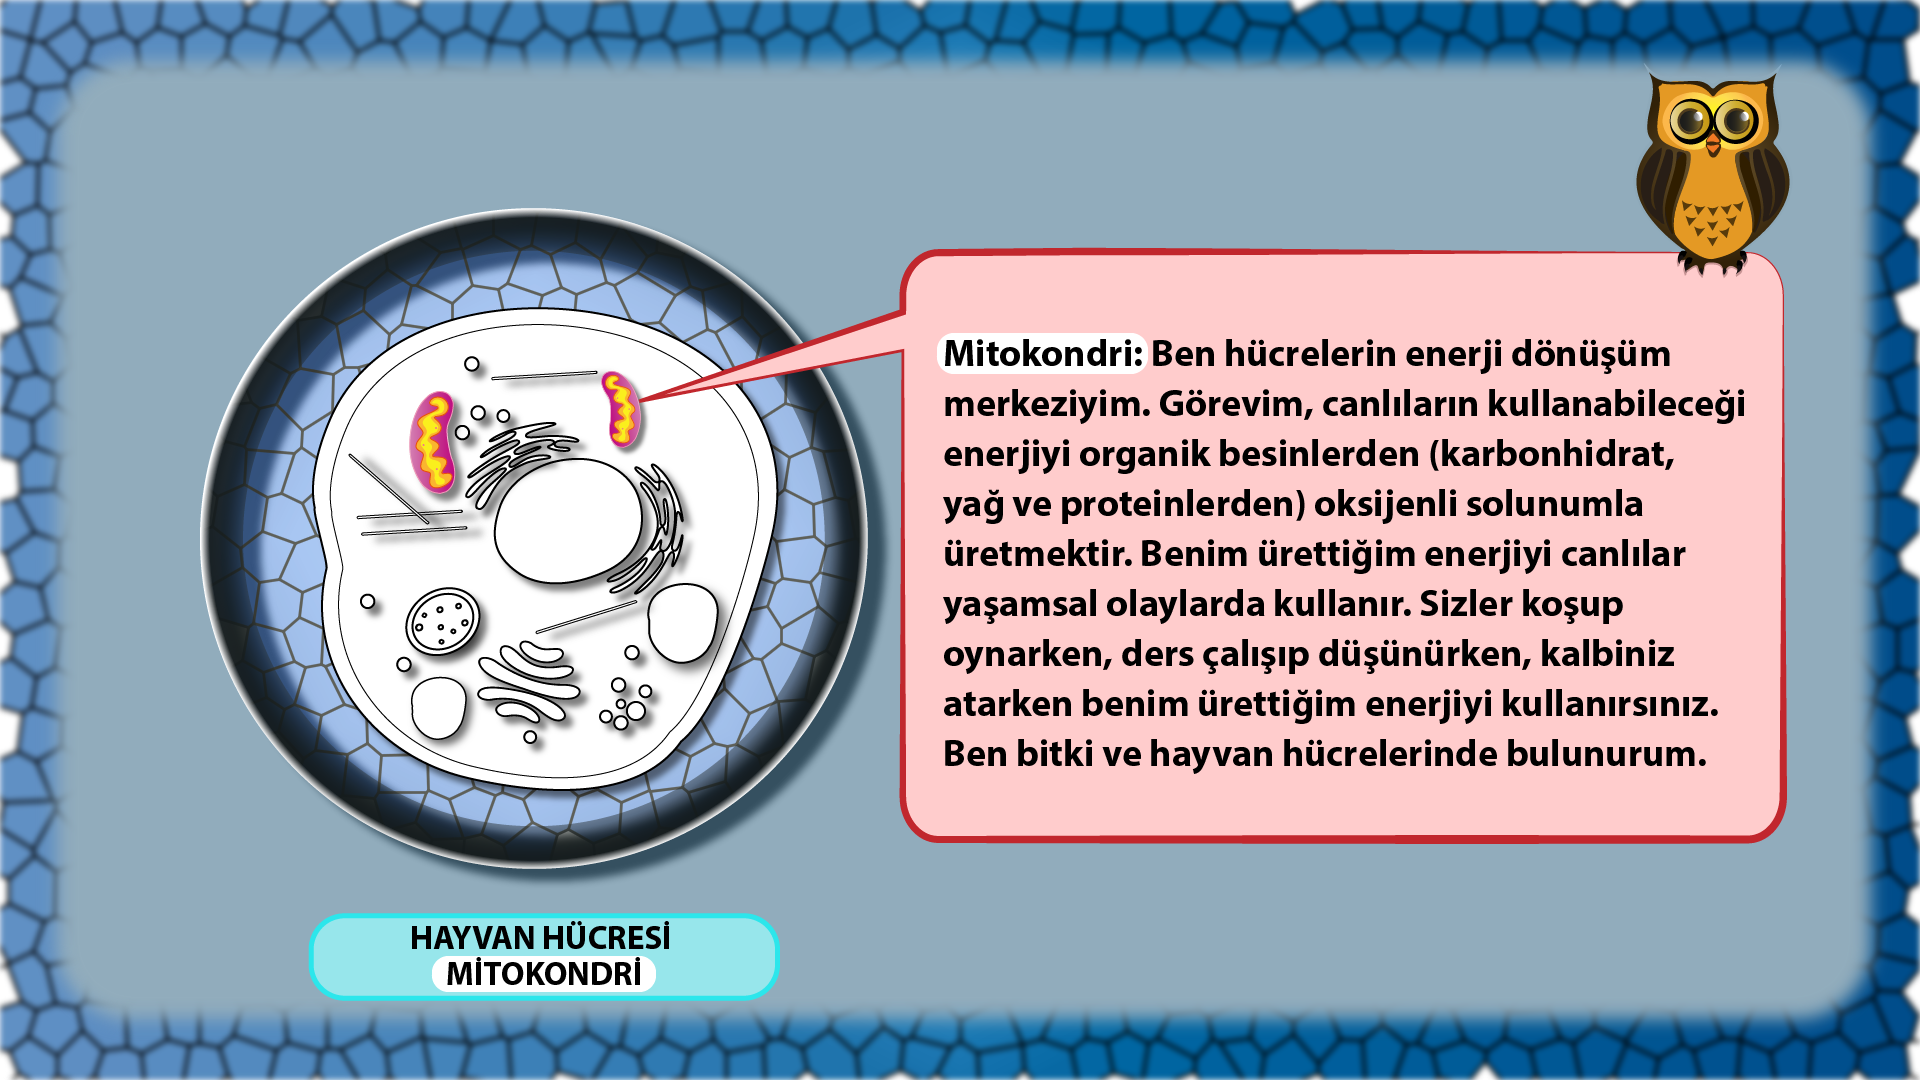 Mitokondri: Ben hücrelerin enerji dönüşüm
merkeziyim. Görevim, canlıların kullanabileceği
enerjiyi organik besinlerden (karbonhidrat,
yağ ve proteinlerden) oksijenli solunumla
üretmektir. Benim ürettiğim enerjiyi canlılar
yaşamsal olaylarda kullanır. Sizler koşup
oynarken, ders çalışıp düşünürken, kalbiniz
atarken benim ürettiğim enerjiyi kullanırsınız.
Ben bitki ve hayvan hücrelerinde bulunurum.
HAYVAN HÜCRESİ
MİTOKONDRİ